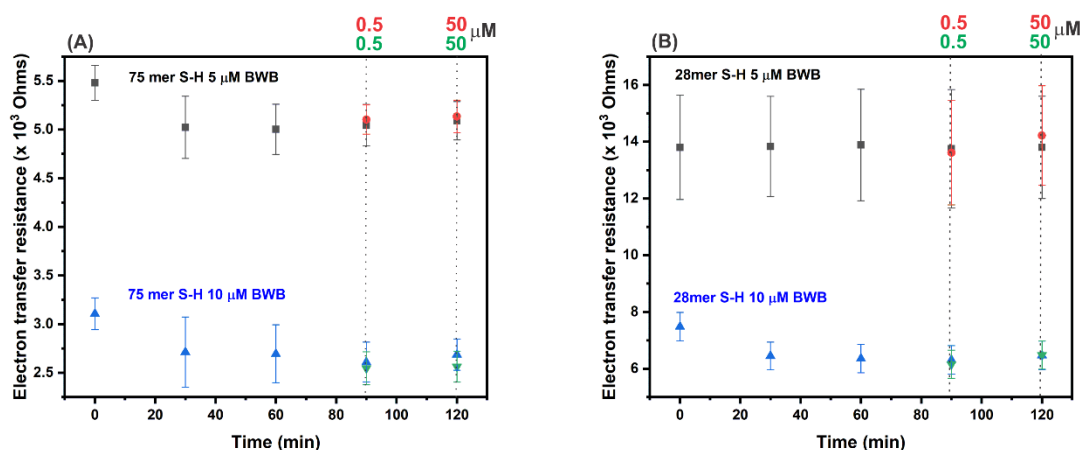 0.5 50 μM
0.5 50
(A)
75 mer S-H 5 μM BWB
75 mer S-H 10 μM BWB
Electron transfer resistance (x 10³ Ohms)
5.5
5.0
4.5
4.0
3.5
3.0
2.5
0 20 40 60 80 100 120
Time (min)
0.5 50 μM
0.5 50
(B)
28mer S-H 5 μM BWB
28mer S-H 10 μM BWB
Electron transfer resistance (x 10³ Ohms)
16
14
12
10
8
6
0 20 40 60 80 100 120
Time (min)